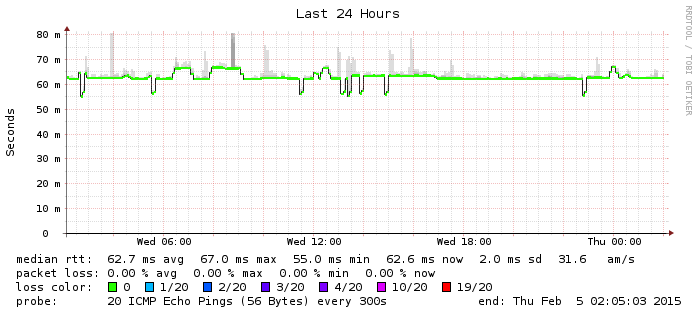 Last 24 Hours
RRDTOOL / TOBI OETIKER
Seconds
80 m
70 m
60 m
50 m
40 m
30 m
20 m
10 m
0
Wed 06:00 Wed 12:00 Wed 18:00 Thu 00:00
median rtt: 62.7 ms avg 67.0 ms max 55.0 ms min 62.6 ms now 2.0 ms sd 31.6 am/s
packet loss: 0.00 % avg 0.00 % max 0.00 % min 0.00 % now
loss color: 0 1/20 2/20 3/20 4/20 10/20 19/20
probe: 20 ICMP Echo Pings (56 Bytes) every 300s end: Thu Feb 5 02:05:03 2015